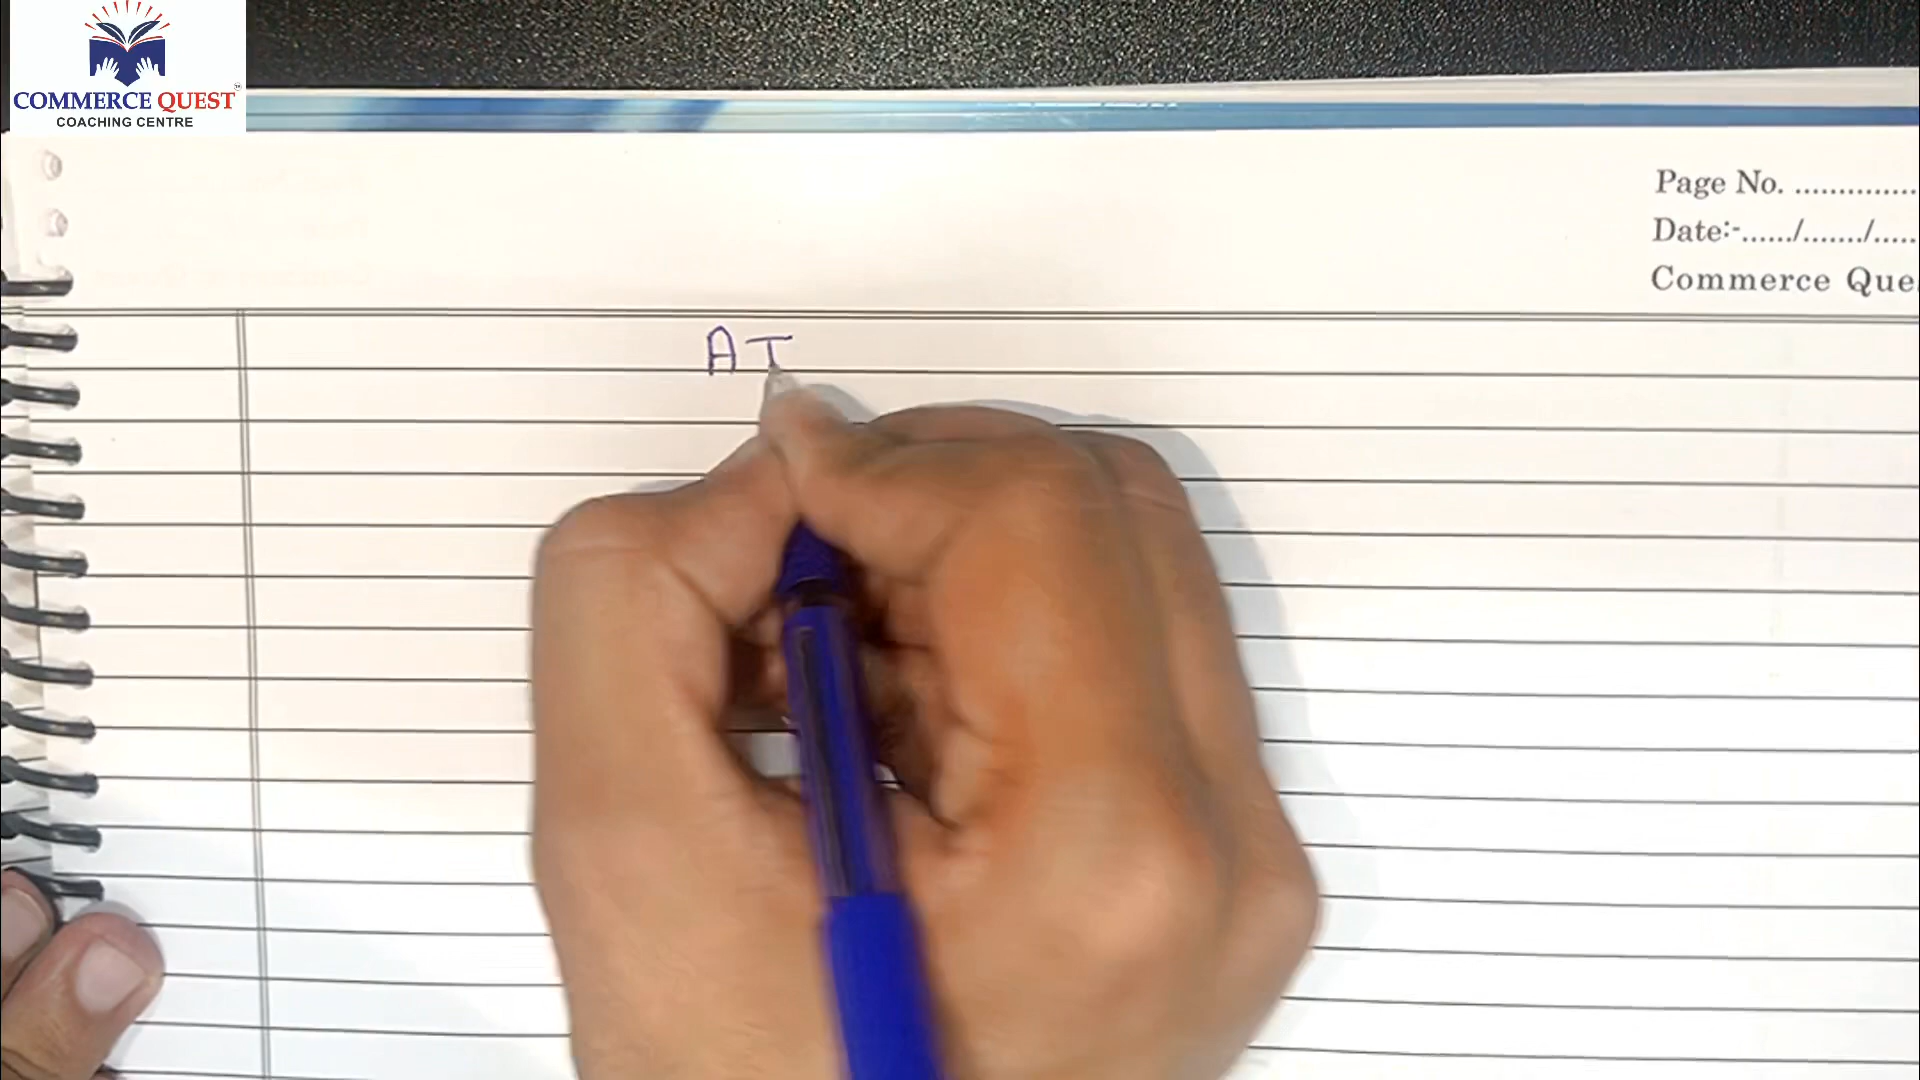 COMMERCE QUEST
COACHING CENTRE
Page No. ..............
Date:-....../......./.....
Commerce Que
AT